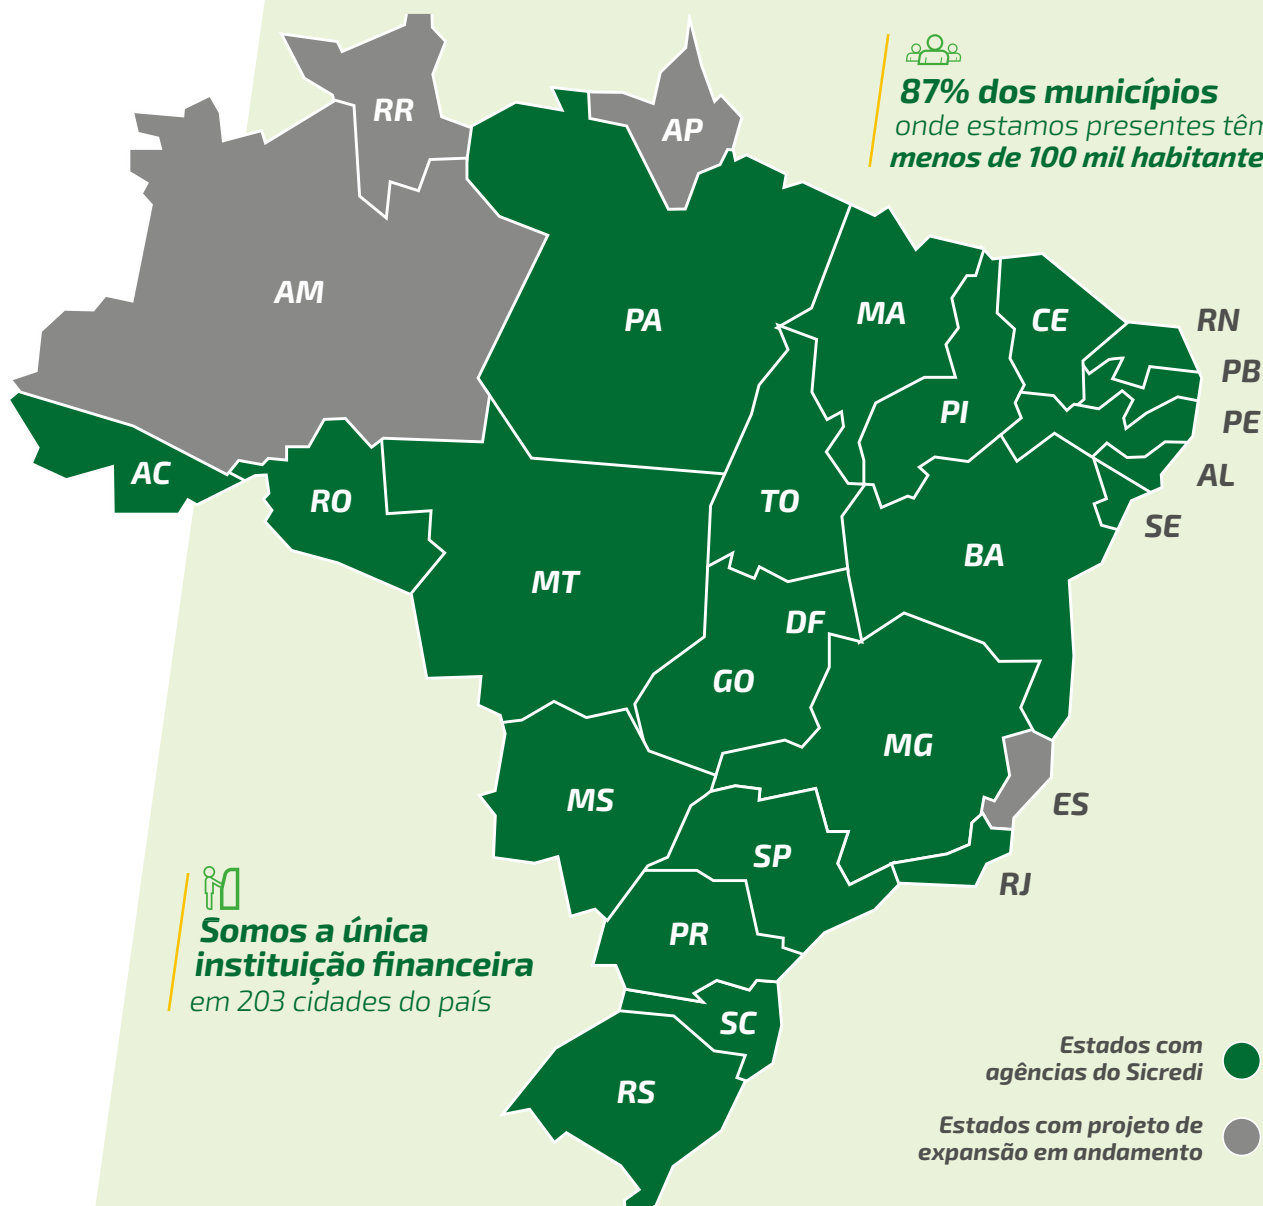 87% dos municípios
onde estamos presentes têm
menos de 100 mil habitante
RR
AP
AM
PA
MA
CE
RN
PB
PI
PE
AC
RO
TO
AL
SE
BA
MT
DF
GO
MG
MS
ES
SP
RJ
PR
Somos a única
instituição financeira
em 203 cidades do país
SC
RS
Estados com
agências do Sicredi
Estados com projeto de
expansão em andamento